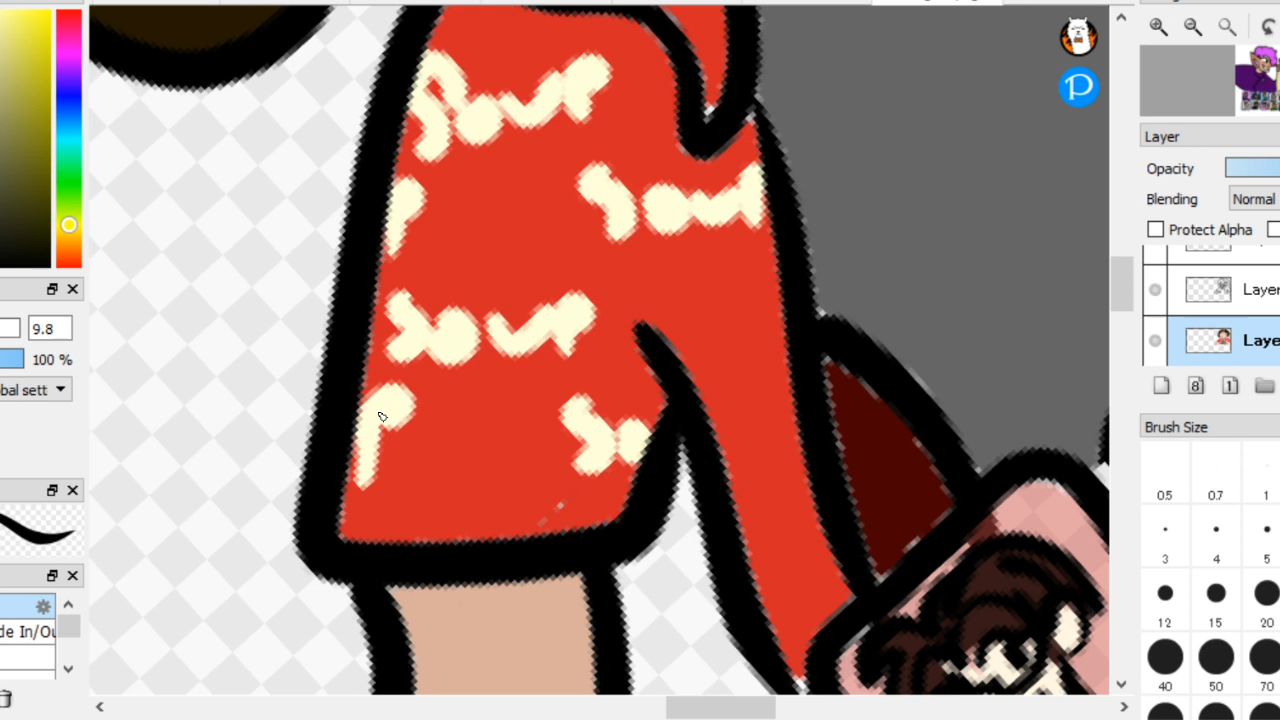 Layer
Opacity
Blending Normal
Protect Alpha
9.8
100 %
Layer
bal sett
Laye
Brush Size
0.5 0.7 1
3 4 5
de In/Ou
12 15 20
40 50 70